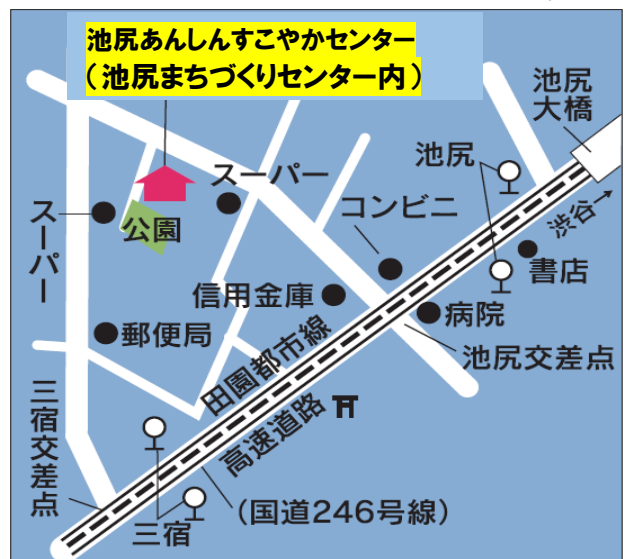 池尻あんしんすこやかセンター
(池尻まちづくりセンター内)
池尻
大橋
池尻
スーパー
コンビニ
渋谷→
スーパー
公園
書店
信用金庫
病院
郵便局
池尻交差点
田園都市線
高速道路
三宿交差点
(国道246号線)
三宿